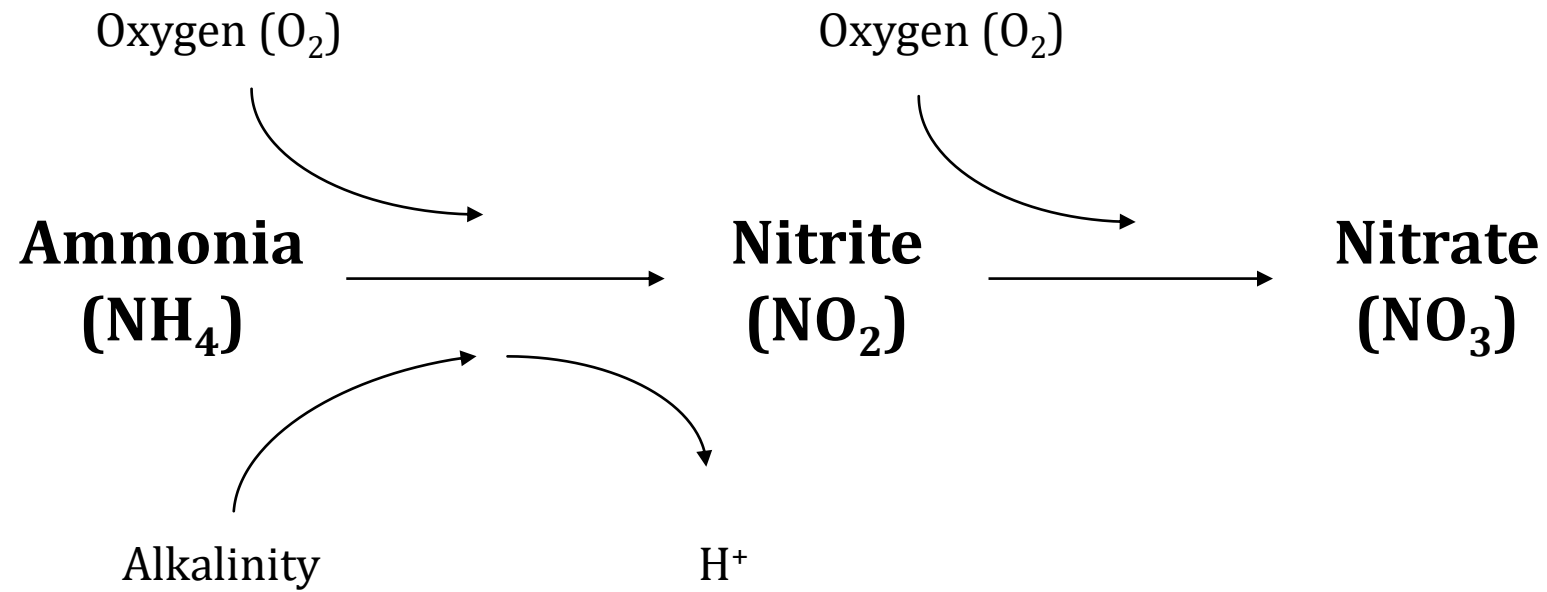 Oxygen (O₂)
Oxygen (O₂)
Ammonia
(NH₄)
Nitrite
(NO₂)
Nitrate
(NO₃)
Alkalinity
H⁺